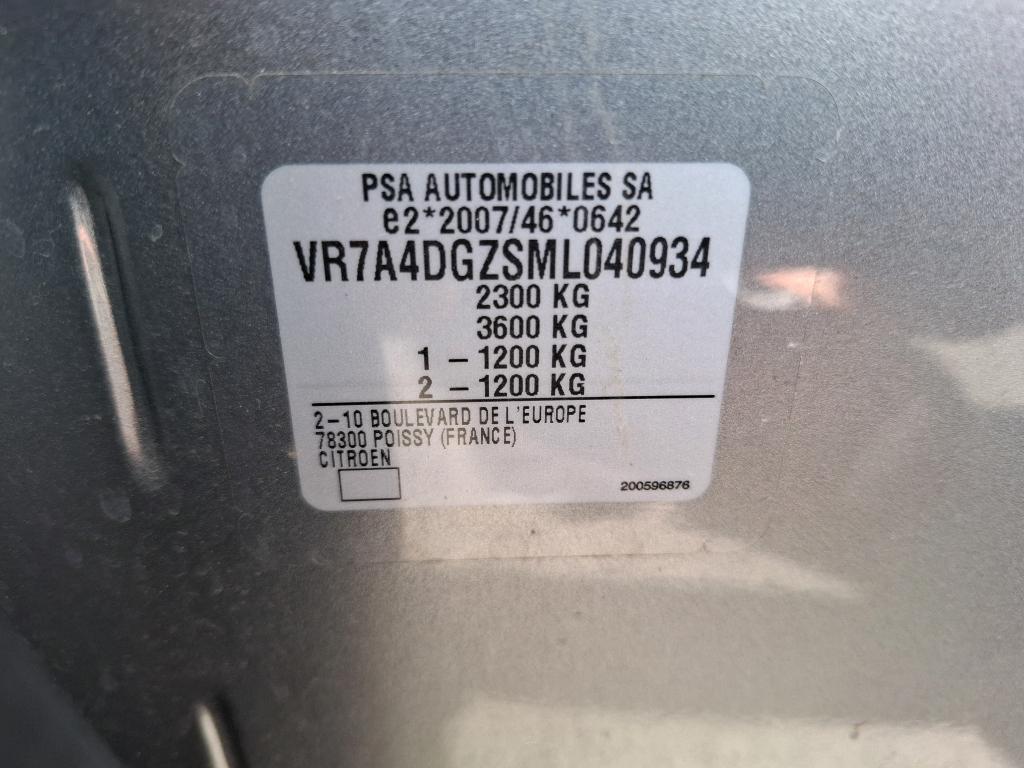 PSA AUTOMOBILES SA
e2*2007/46*0642
VR7A4DGZSML040934
2300 KG
3600 KG
1 – 1200 KG
2 – 1200 KG
2–10 BOULEVARD DE L'EUROPE
78300 POISSY (FRANCE)
CITROEN
200596876